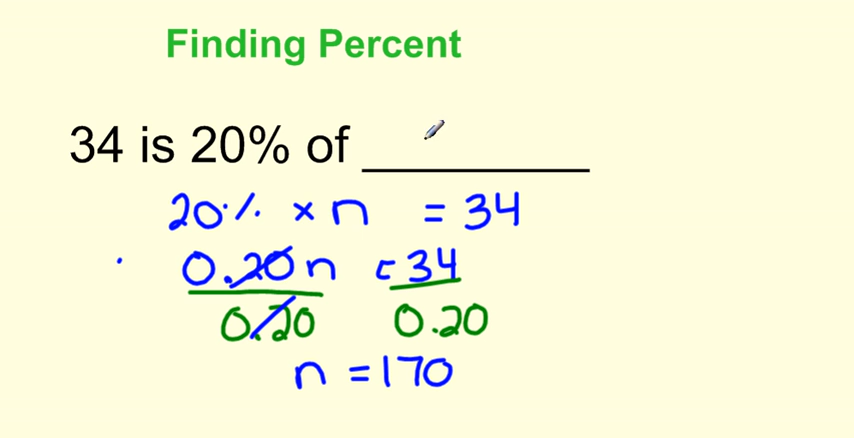 Finding Percent
34 is 20% of ________
20% × n = 34
0.20n = 34
0.20 0.20
n = 170